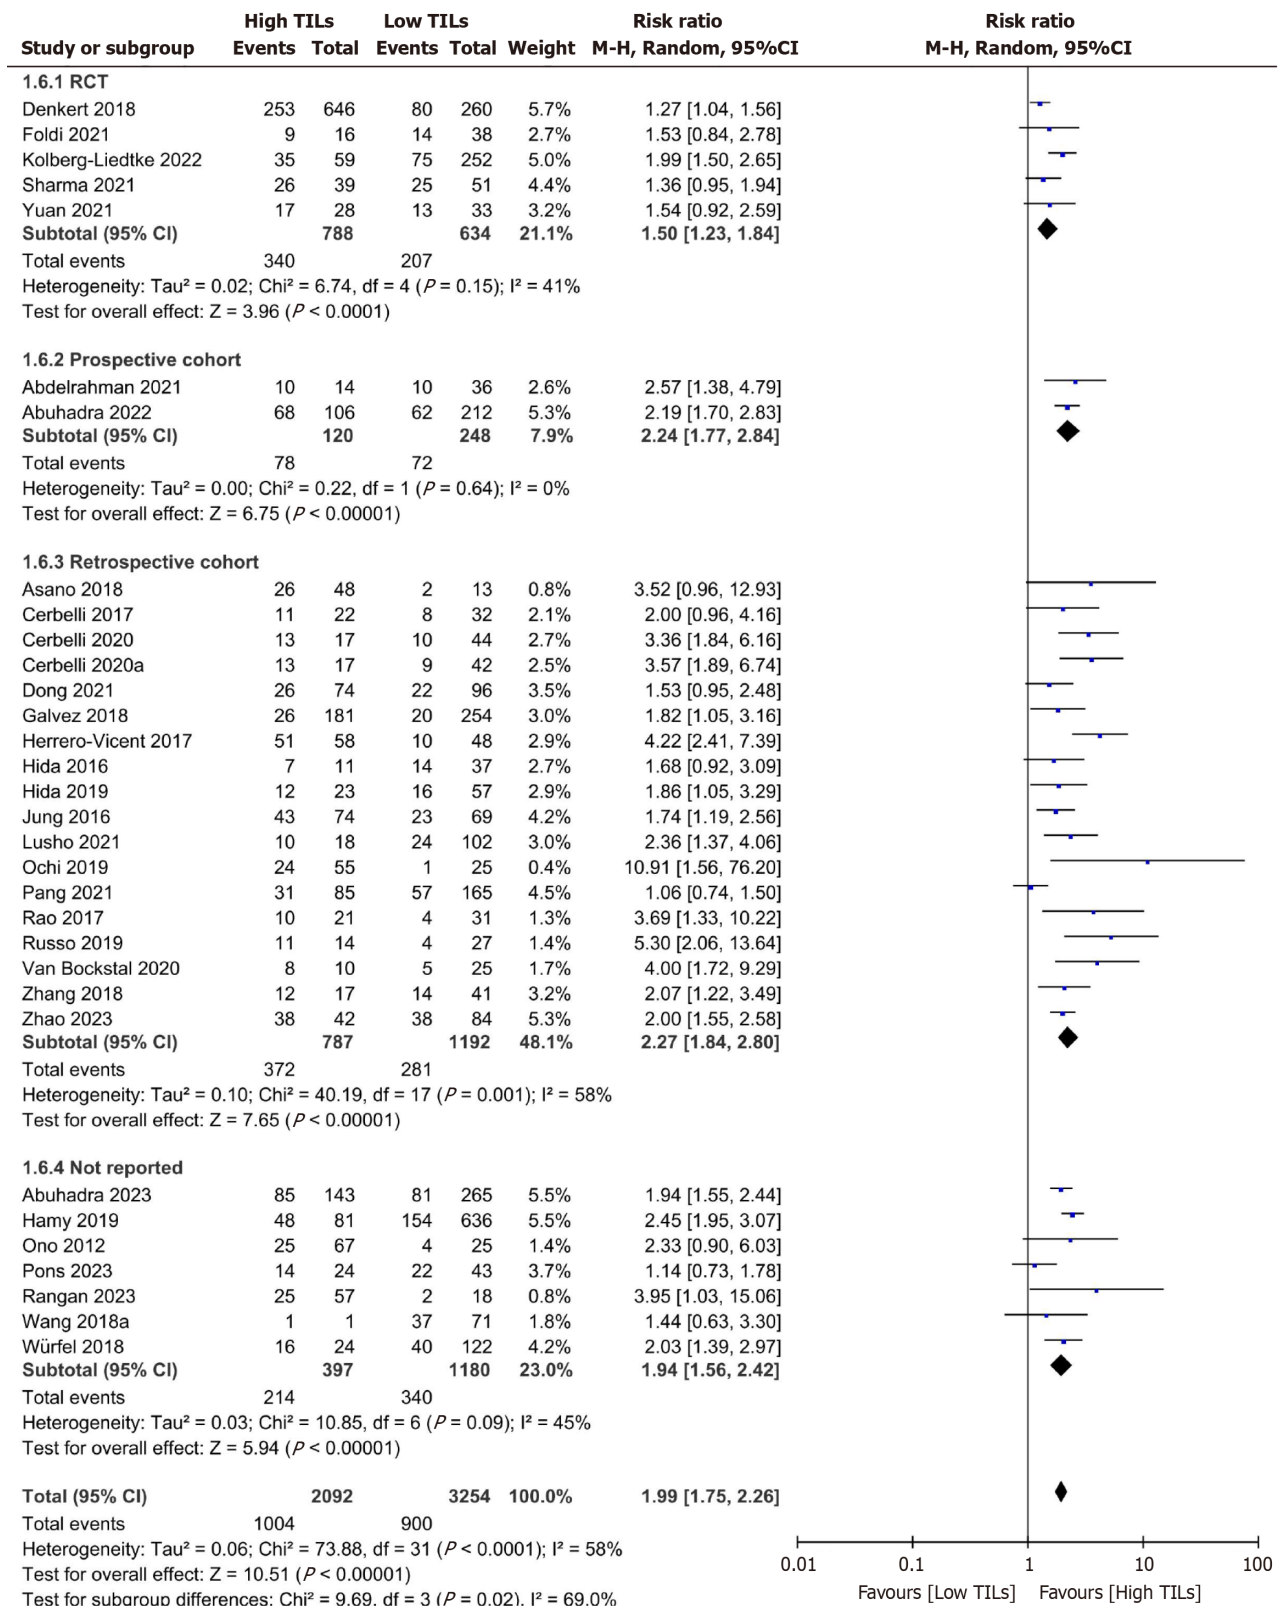 High TILs Low TILs Risk ratio Risk ratio
Study or subgroup Events Total Events Total Weight M-H, Random, 95%CI M-H, Random, 95%CI
1.6.1 RCT
Denkert 2018 253 646 80 260 5.7% 1.27 [1.04, 1.56]
Foldi 2021 9 16 14 38 2.7% 1.53 [0.84, 2.78]
Kolberg-Liedtke 2022 35 59 75 252 5.0% 1.99 [1.50, 2.65]
Sharma 2021 26 39 25 51 4.4% 1.36 [0.95, 1.94]
Yuan 2021 17 28 13 33 3.2% 1.54 [0.92, 2.59]
Subtotal (95% CI) 788 634 21.1% 1.50 [1.23, 1.84]
Total events 340 207
Heterogeneity: Tau² = 0.02; Chi² = 6.74, df = 4 (P = 0.15); I² = 41%
Test for overall effect: Z = 3.96 (P < 0.0001)
1.6.2 Prospective cohort
Abdelrahman 2021 10 14 10 36 2.6% 2.57 [1.38, 4.79]
Abuhadra 2022 68 106 62 212 5.3% 2.19 [1.70, 2.83]
Subtotal (95% CI) 120 248 7.9% 2.24 [1.77, 2.84]
Total events 78 72
Heterogeneity: Tau² = 0.00; Chi² = 0.22, df = 1 (P = 0.64); I² = 0%
Test for overall effect: Z = 6.75 (P < 0.00001)
1.6.3 Retrospective cohort
Asano 2018 26 48 2 13 0.8% 3.52 [0.96, 12.93]
Cerbelli 2017 11 22 8 32 2.1% 2.00 [0.96, 4.16]
Cerbelli 2020 13 17 10 44 2.7% 3.36 [1.84, 6.16]
Cerbelli 2020a 13 17 9 42 2.5% 3.57 [1.89, 6.74]
Dong 2021 26 74 22 96 3.5% 1.53 [0.95, 2.48]
Galvez 2018 26 181 20 254 3.0% 1.82 [1.05, 3.16]
Herrero-Vicent 2017 51 58 10 48 2.9% 4.22 [2.41, 7.39]
Hida 2016 7 11 14 37 2.7% 1.68 [0.92, 3.09]
Hida 2019 12 23 16 57 2.9% 1.86 [1.05, 3.29]
Jung 2016 43 74 23 69 4.2% 1.74 [1.19, 2.56]
Lusho 2021 10 18 24 102 3.0% 2.36 [1.37, 4.06]
Ochi 2019 24 55 1 25 0.4% 10.91 [1.56, 76.20]
Pang 2021 31 85 57 165 4.5% 1.06 [0.74, 1.50]
Rao 2017 10 21 4 31 1.3% 3.69 [1.33, 10.22]
Russo 2019 11 14 4 27 1.4% 5.30 [2.06, 13.64]
Van Bockstal 2020 8 10 5 25 1.7% 4.00 [1.72, 9.29]
Zhang 2018 12 17 14 41 3.2% 2.07 [1.22, 3.49]
Zhao 2023 38 42 38 84 5.3% 2.00 [1.55, 2.58]
Subtotal (95% CI) 787 1192 48.1% 2.27 [1.84, 2.80]
Total events 372 281
Heterogeneity: Tau² = 0.10; Chi² = 40.19, df = 17 (P = 0.001); I² = 58%
Test for overall effect: Z = 7.65 (P < 0.00001)
1.6.4 Not reported
Abuhadra 2023 85 143 81 265 5.5% 1.94 [1.55, 2.44]
Hamy 2019 48 81 154 636 5.5% 2.45 [1.95, 3.07]
Ono 2012 25 67 4 25 1.4% 2.33 [0.90, 6.03]
Pons 2023 14 24 22 43 3.7% 1.14 [0.73, 1.78]
Rangan 2023 25 57 2 18 0.8% 3.95 [1.03, 15.06]
Wang 2018a 1 1 37 71 1.8% 1.44 [0.63, 3.30]
Würfel 2018 16 24 40 122 4.2% 2.03 [1.39, 2.97]
Subtotal (95% CI) 397 1180 23.0% 1.94 [1.56, 2.42]
Total events 214 340
Heterogeneity: Tau² = 0.03; Chi² = 10.85, df = 6 (P = 0.09); I² = 45%
Test for overall effect: Z = 5.94 (P < 0.00001)
Total (95% CI) 2092 3254 100.0% 1.99 [1.75, 2.26]
Total events 1004 900
Heterogeneity: Tau² = 0.06; Chi² = 73.88, df = 31 (P < 0.0001); I² = 58%
Test for overall effect: Z = 10.51 (P < 0.00001)
Test for subgroup differences: Chi² = 9.69, df = 3 (P = 0.02), I² = 69.0%
0.01 0.1 1 10 100
Favours [Low TILs] Favours [High TILs]